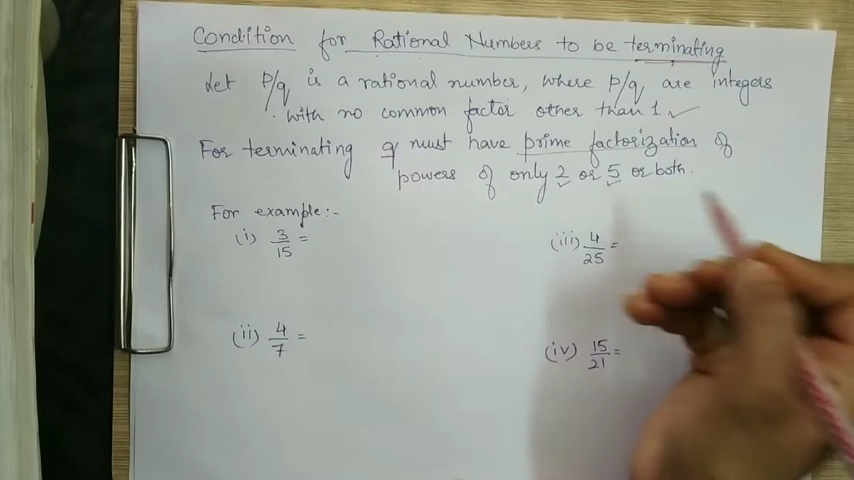 Condition for Rational Numbers to be terminating
Let P/q is a rational number, where p/q are integers
with no common factor other than 1
For terminating q must have prime factorization of
powers of only 2 or 5 or both.
For example:-
(i) 3/15 =
(iii) 4/25 =
(ii) 4/7 =
(iv) 15/21 =